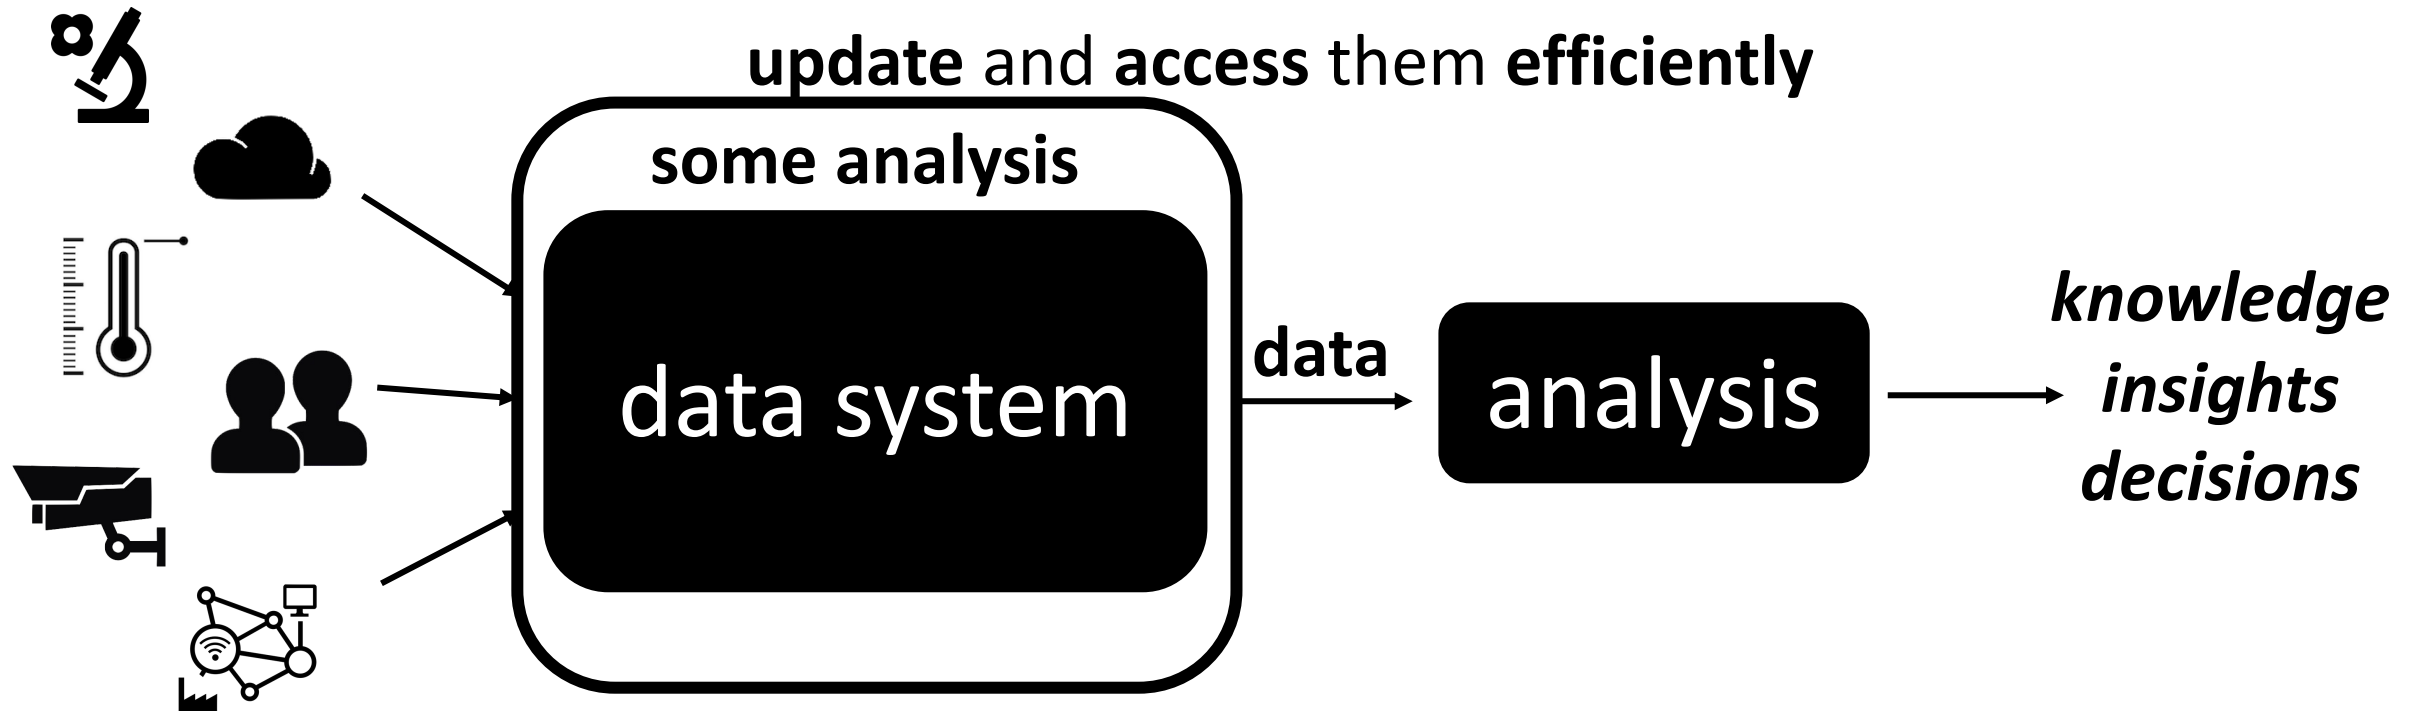 update and access them efficiently
some analysis
data system
data
analysis
knowledge
insights
decisions